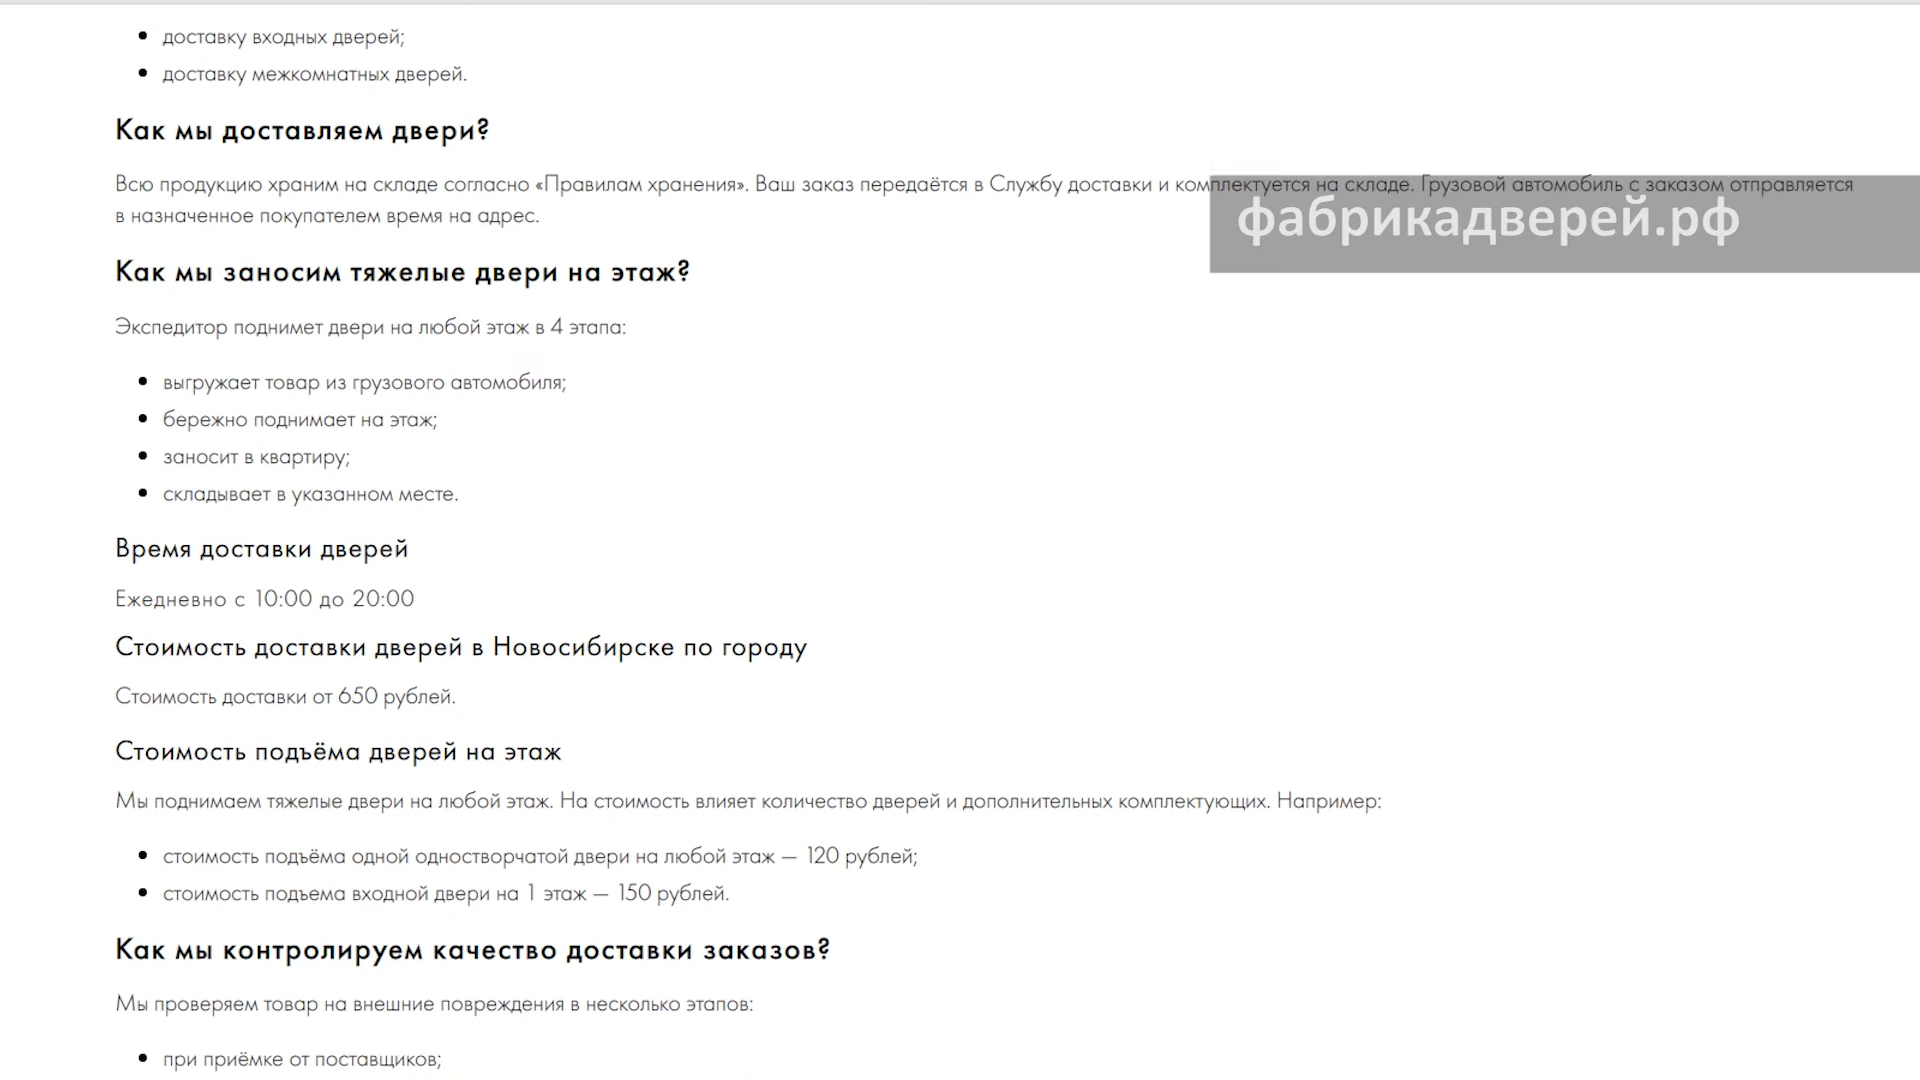 доставку входных дверей;
доставку межкомнатных дверей.
Как мы доставляем двери?
Всю продукцию храним на складе согласно «Правилам хранения». Ваш заказ передаётся в Службу доставки и комплектуется на складе. Грузовой автомобиль с заказом отправляется
в назначенное покупателем время на адрес.
фабрикадверей.рф
Как мы заносим тяжелые двери на этаж?
Экспедитор поднимет двери на любой этаж в 4 этапа:
выгружает товар из грузового автомобиля;
бережно поднимает на этаж;
заносит в квартиру;
складывает в указанном месте.
Время доставки дверей
Ежедневно с 10:00 до 20:00
Стоимость доставки дверей в Новосибирске по городу
Стоимость доставки от 650 рублей.
Стоимость подъёма дверей на этаж
Мы поднимаем тяжелые двери на любой этаж. На стоимость влияет количество дверей и дополнительных комплектующих. Например:
стоимость подъёма одной одностворчатой двери на любой этаж — 120 рублей;
стоимость подъема входной двери на 1 этаж — 150 рублей.
Как мы контролируем качество доставки заказов?
Мы проверяем товар на внешние повреждения в несколько этапов:
при приёмке от поставщиков;